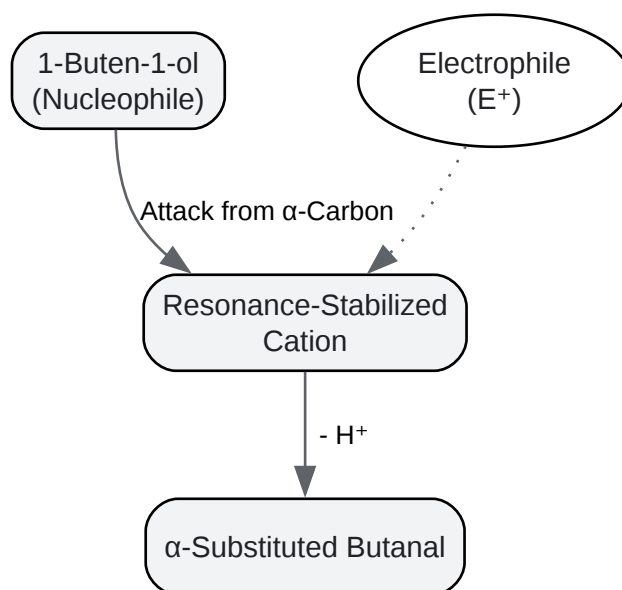 1-Buten-1-ol
(Nucleophile)
Electrophile
(E⁺)
Attack from α-Carbon
Resonance-Stabilized
Cation
- H⁺
α-Substituted Butanal